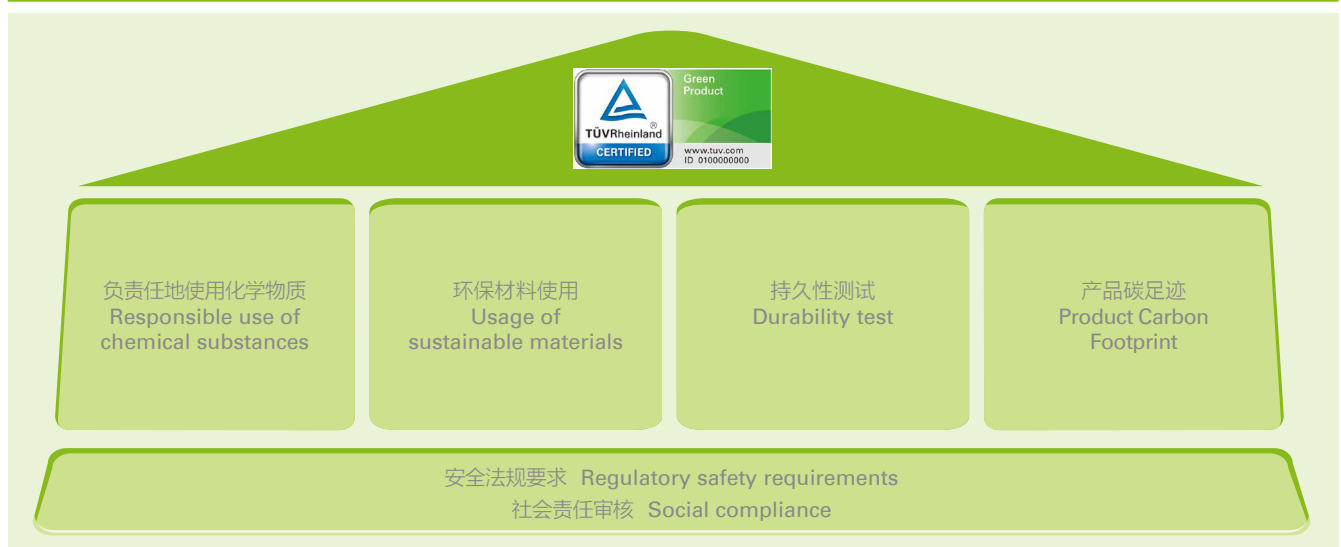 Green
Product
TÜVRheinland
®
CERTIFIED
www.tuv.com
ID 0100000000
负责任地使用化学物质
Responsible use of
chemical substances
环保材料使用
Usage of
sustainable materials
持久性测试
Durability test
产品碳足迹
Product Carbon
Footprint
安全法规要求 Regulatory safety requirements
社会责任审核 Social compliance